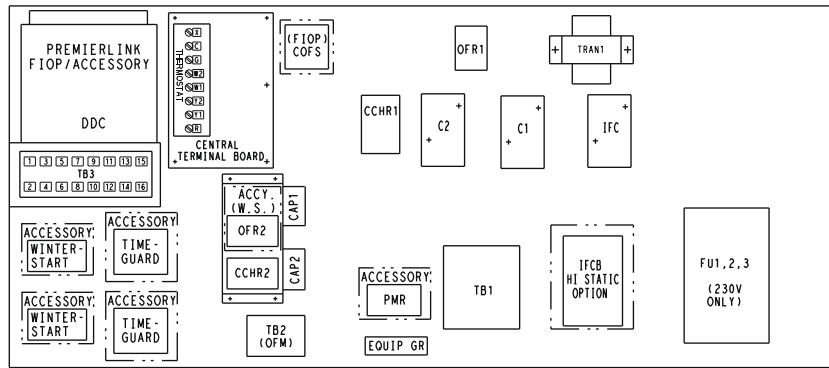 PREMIERLINK
FIOP/ACCESSORY
DDC
1 3 5 7 9 11 13 15
TB3
2 4 6 8 10 12 14 16
THERMOSTAT
X
C
G
W2
W1
Y2
Y1
R
CENTRAL
TERMINAL BOARD
(FIOP)
COFS
OFR1
TRAN1
CCHR1
C2
C1
IFC
ACCY.
(W.S.)
OFR2
CAP1
CCHR2
CAP2
ACCESSORY
WINTER-
START
ACCESSORY
TIME-
GUARD
ACCESSORY
WINTER-
START
ACCESSORY
TIME-
GUARD
TB2
(OFM)
ACCESSORY
PMR
EQUIP GR
TB1
IFCB
HI STATIC
OPTION
FU1,2,3
(230V
ONLY)